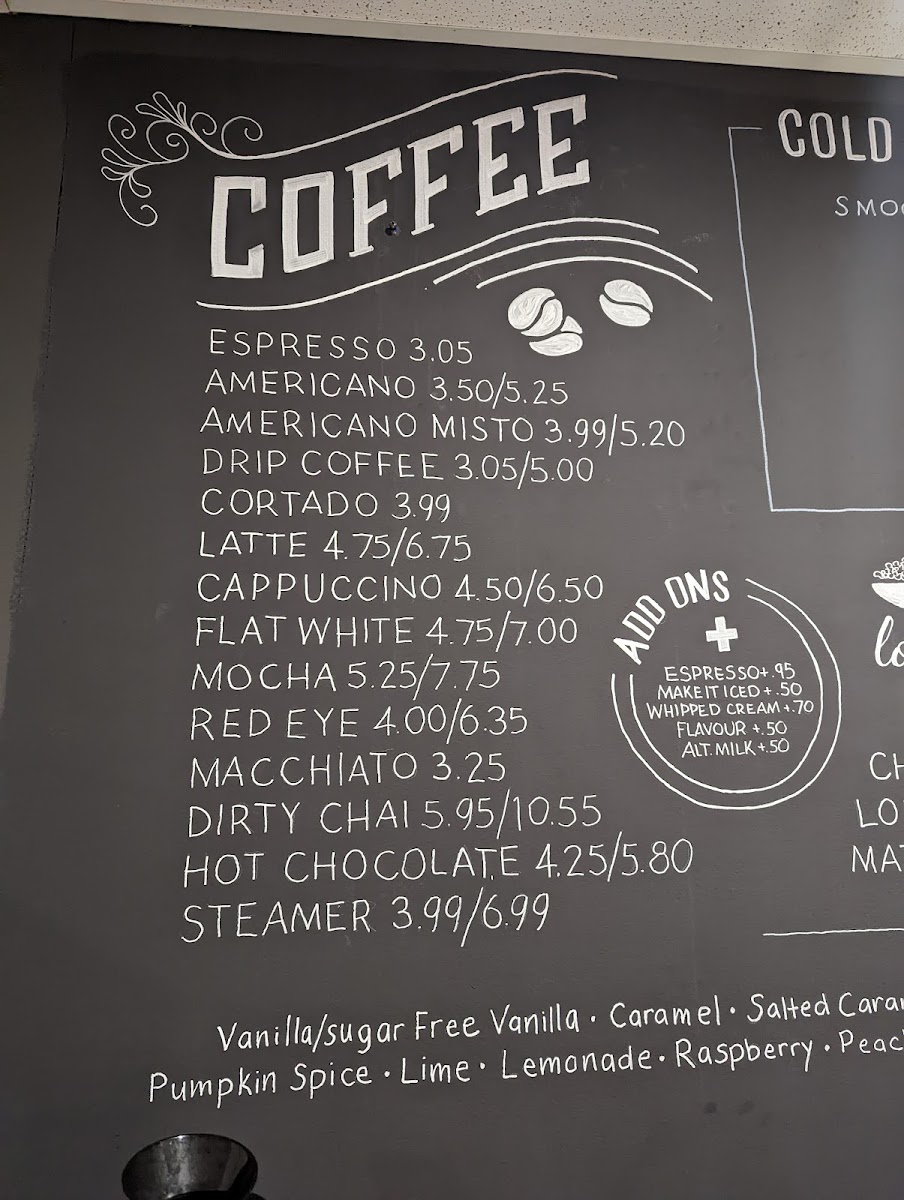 COFFEE
ESPRESSO 3.05
AMERICANO 3.50/5.25
AMERICANO MISTO 3.99/5.20
DRIP COFFEE 3.05/5.00
CORTADO 3.99
LATTE 4.75/6.75
CAPPUCCINO 4.50/6.50
FLAT WHITE 4.75/7.00
MOCHA 5.25/7.75
RED EYE 4.00/6.35
MACCHIATO 3.25
DIRTY CHAI 5.95/10.55
HOT CHOCOLATE 4.25/5.80
STEAMER 3.99/6.99
ADD ONS
+
ESPRESSO+.95
MAKE IT ICED +.50
WHIPPED CREAM +.70
FLAVOUR +.50
ALT. MILK +.50
COLD
Vanilla/sugar Free Vanilla · Caramel · Salted
Pumpkin Spice · Lime · Lemonade · Raspberry ·